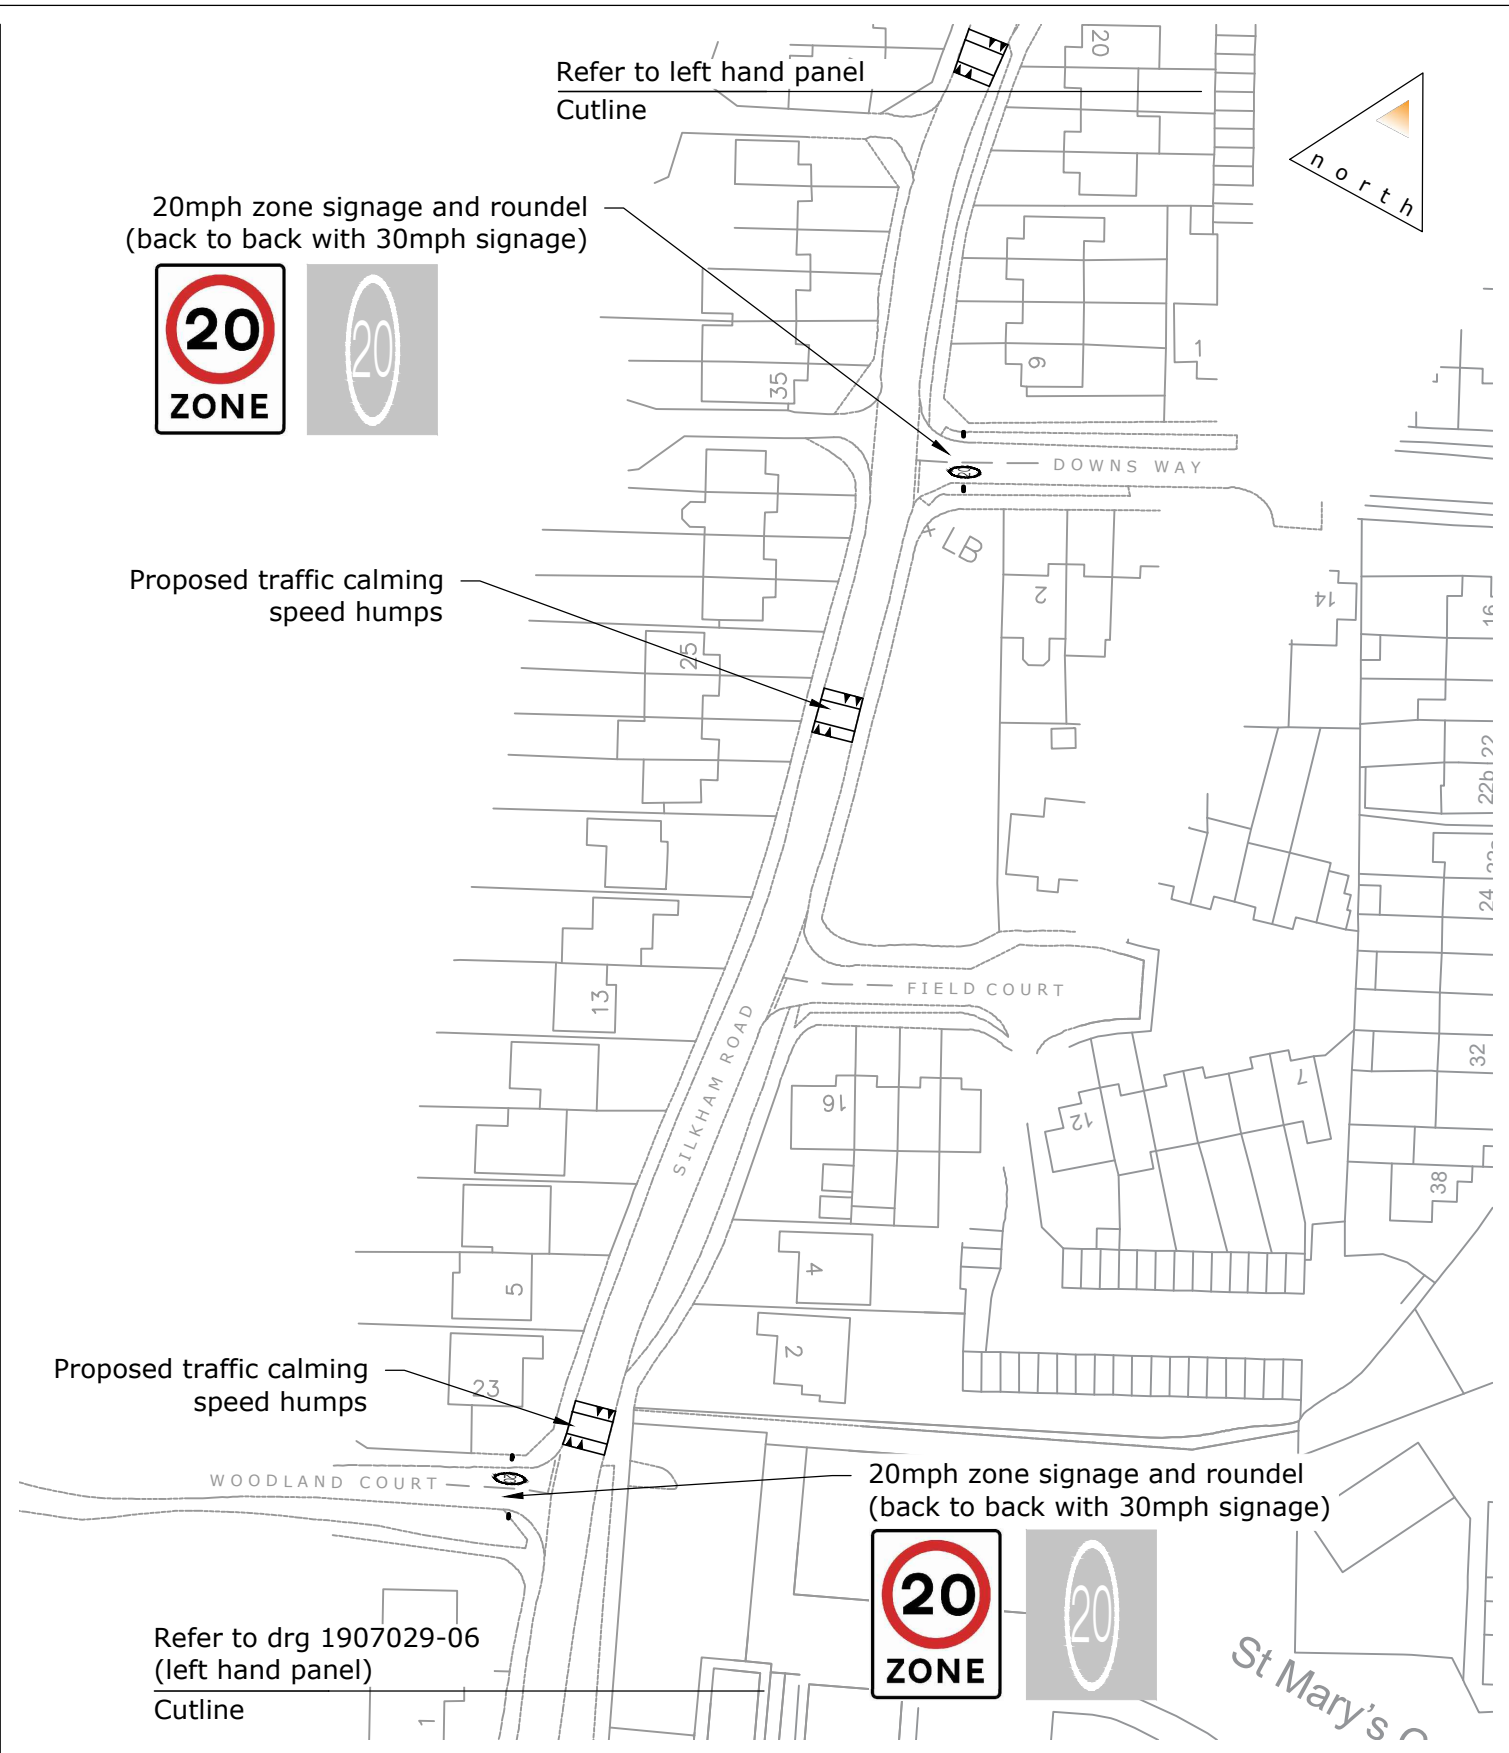 20
Refer to left hand panel
Cutline
north
20mph zone signage and roundel
(back to back with 30mph signage)
20
ZONE
20
35
6
1
DOWNS WAY
LB
Proposed traffic calming
speed humps
25
2
14
16
22
22b
24
13
FIELD COURT
SILKHAM ROAD
16
12
7
32
38
5
4
2
Proposed traffic calming
speed humps
23
WOODLAND COURT
20mph zone signage and roundel
(back to back with 30mph signage)
20
ZONE
20
Refer to drg 1907029-06
(left hand panel)
Cutline
1
St Mary's